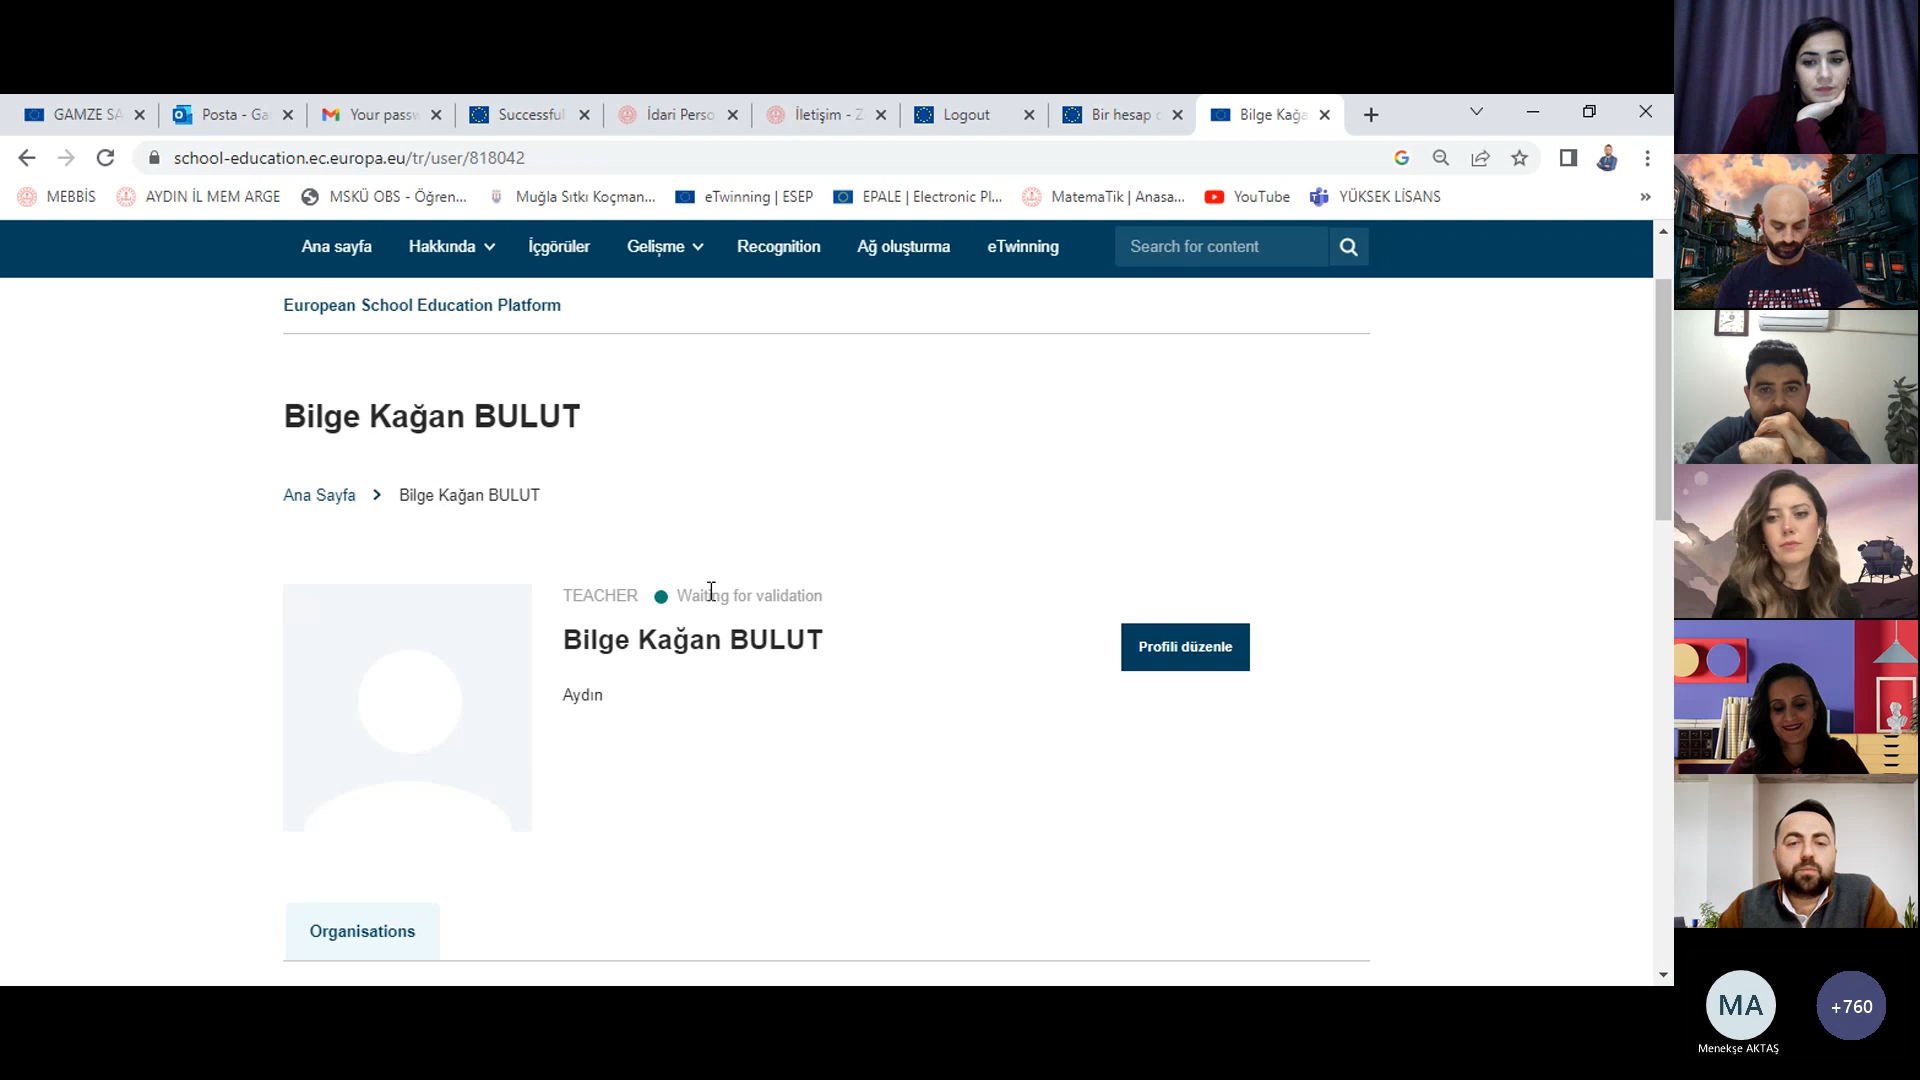 GAMZE SA
Posta - Ga
Your passw
Successful
İdari Perso
İletişim - Z
Logout
Bir hesap o
Bilge Kağa
school-education.ec.europa.eu/tr/user/818042
MEBBİS
AYDIN İL MEM ARGE
MSKÜ OBS - Öğren...
Muğla Sıtkı Koçman...
eTwinning | ESEP
EPALE | Electronic Pl...
MatemaTik | Anasa...
YouTube
YÜKSEK LİSANS
»
Ana sayfa
Hakkında
İçgörüler
Gelişme
Recognition
Ağ oluşturma
eTwinning
Search for content
European School Education Platform
Bilge Kağan BULUT
Ana Sayfa > Bilge Kağan BULUT
TEACHER Waiting for validation
Bilge Kağan BULUT
Profili düzenle
Aydın
Organisations
MA
Menekşe AKTAŞ
+760